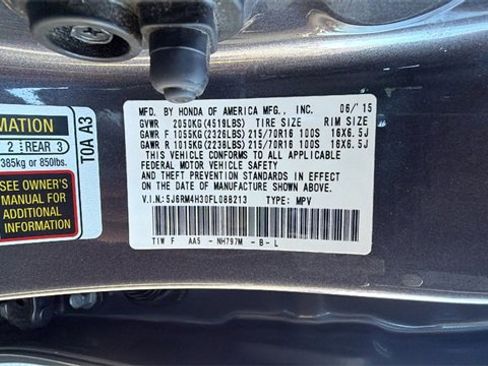 MATION
2 REAR 3
385kg or 850lbs.
SEE OWNER'S
MANUAL FOR
ADDITIONAL
INFORMATION
TOA A3
MFD. BY HONDA OF AMERICA MFG., INC. 06/'15
GVWR 2050KG(4519LBS) TIRE SIZE RIM SIZE
GAWR F 1055KG(2326LBS) 215/70R16 100S 16X6.5J
GAWR R 1015KG(2238LBS) 215/70R16 100S 16X6.5J
THIS VEHICLE CONFORMS TO ALL APPLICABLE
FEDERAL MOTOR VEHICLE SAFETY
AND THEFT PREVENTION STANDARDS IN EFFECT
ON THE DATE OF MANUFACTURE SHOWN ABOVE.
V.I.N.:5J6RM4H30FL088213 TYPE: MPV
TIW F AA5 - NH797M - B - L